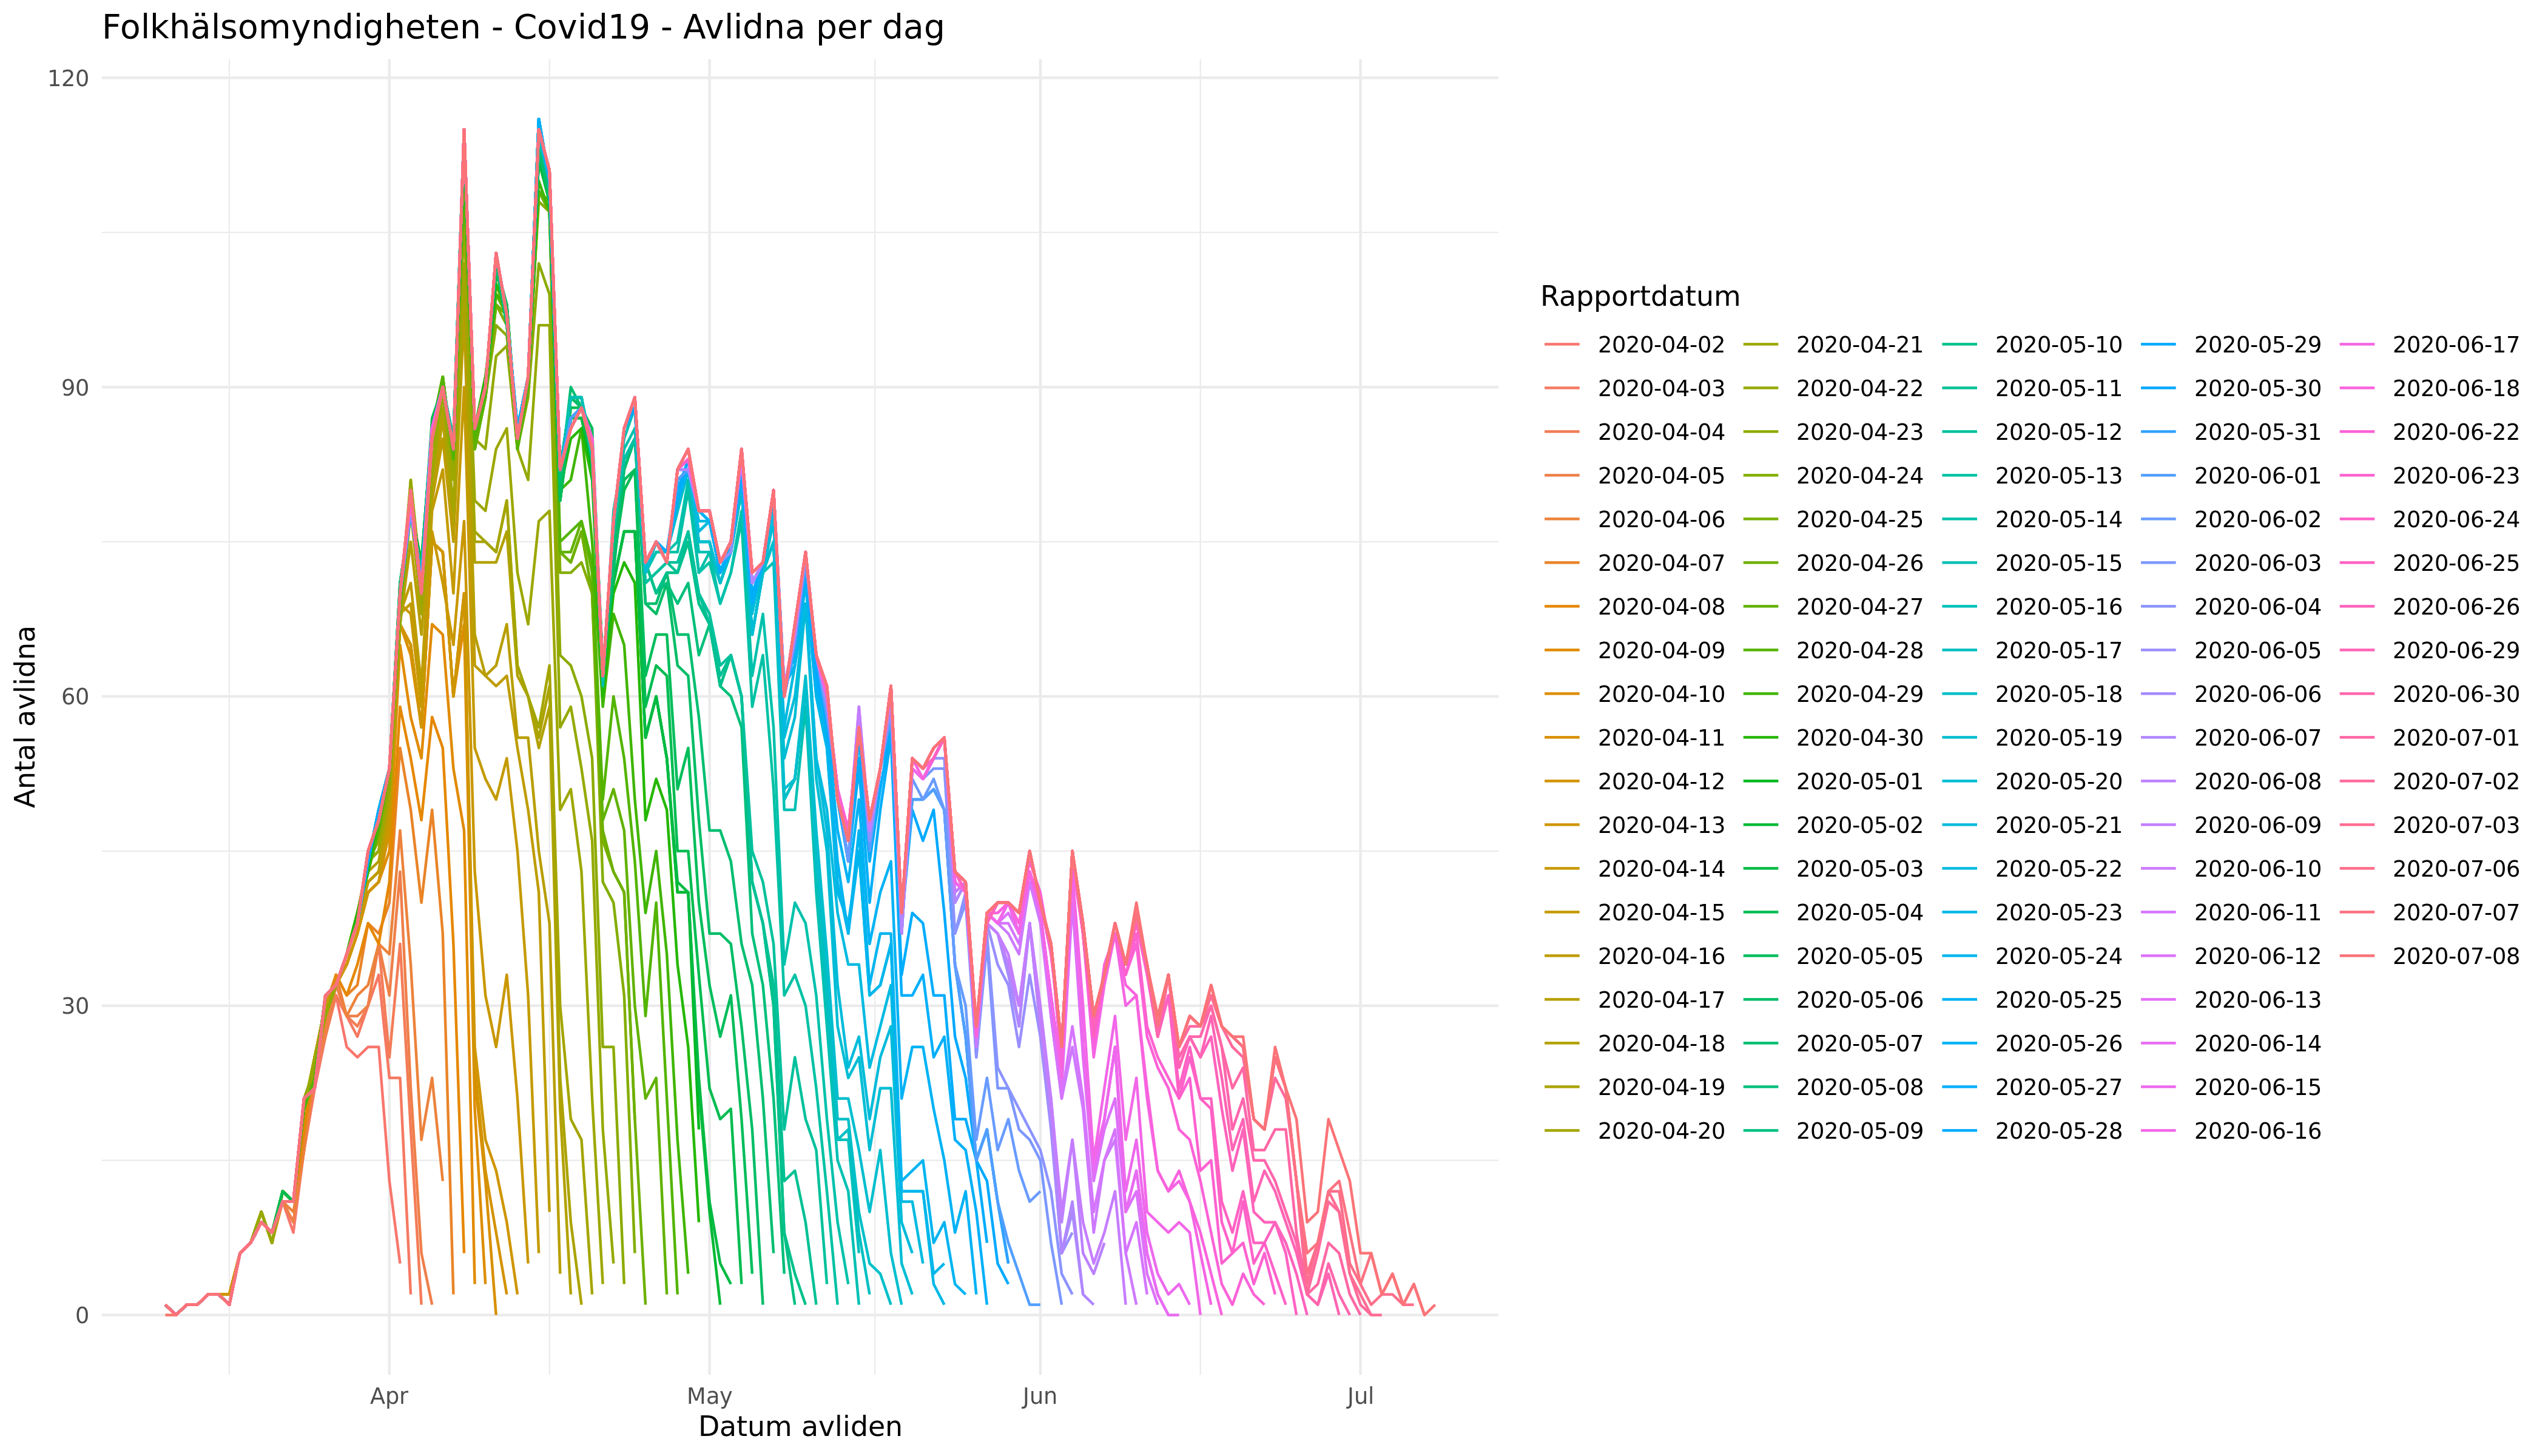 Folkhälsomyndigheten - Covid19 - Avlidna per dag
120
90
60
30
0
Antal avlidna
Apr May Jun Jul
Datum avliden
Rapportdatum
2020-04-02 2020-04-21 2020-05-10 2020-05-29 2020-06-17
2020-04-03 2020-04-22 2020-05-11 2020-05-30 2020-06-18
2020-04-04 2020-04-23 2020-05-12 2020-05-31 2020-06-22
2020-04-05 2020-04-24 2020-05-13 2020-06-01 2020-06-23
2020-04-06 2020-04-25 2020-05-14 2020-06-02 2020-06-24
2020-04-07 2020-04-26 2020-05-15 2020-06-03 2020-06-25
2020-04-08 2020-04-27 2020-05-16 2020-06-04 2020-06-26
2020-04-09 2020-04-28 2020-05-17 2020-06-05 2020-06-29
2020-04-10 2020-04-29 2020-05-18 2020-06-06 2020-06-30
2020-04-11 2020-04-30 2020-05-19 2020-06-07 2020-07-01
2020-04-12 2020-05-01 2020-05-20 2020-06-08 2020-07-02
2020-04-13 2020-05-02 2020-05-21 2020-06-09 2020-07-03
2020-04-14 2020-05-03 2020-05-22 2020-06-10 2020-07-06
2020-04-15 2020-05-04 2020-05-23 2020-06-11 2020-07-07
2020-04-16 2020-05-05 2020-05-24 2020-06-12 2020-07-08
2020-04-17 2020-05-06 2020-05-25 2020-06-13
2020-04-18 2020-05-07 2020-05-26 2020-06-14
2020-04-19 2020-05-08 2020-05-27 2020-06-15
2020-04-20 2020-05-09 2020-05-28 2020-06-16